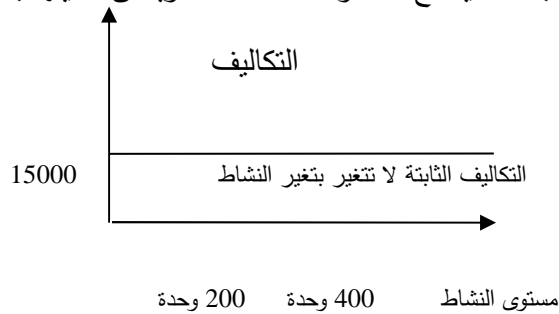 التكاليف
15000 التكاليف الثابتة لا تتغير بتغير النشاط
200 وحدة 400 وحدة مستوى النشاط